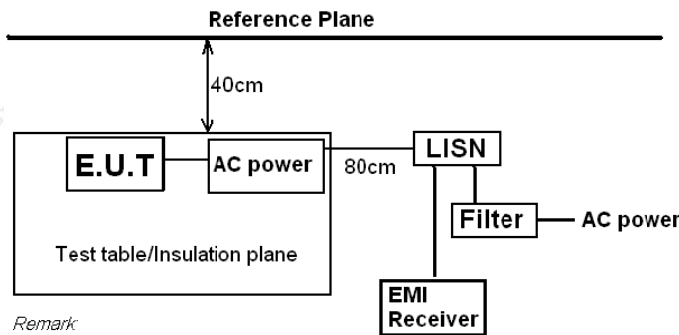 Reference Plane
40cm
E.U.T
AC power
80cm
LISN
Filter
AC power
Test table/Insulation plane
EMI
Receiver
Remark